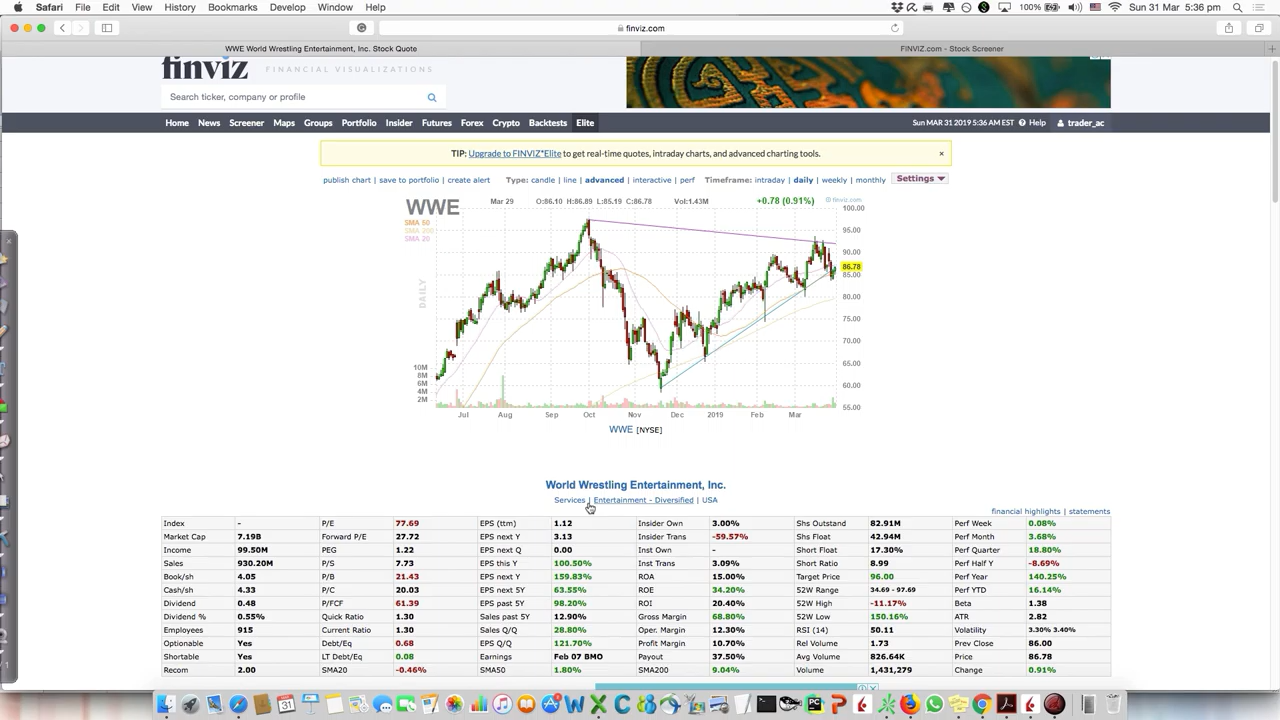 Safari File Edit View History Bookmarks Develop Window Help 100% Sun 31 Mar 5:36 pm
finviz.com
WWE World Wrestling Entertainment, Inc. Stock Quote FINVIZ.com - Stock Screener
finviz FINANCIAL VISUALIZATIONS
Search ticker, company or profile
Home News Screener Maps Groups Portfolio Insider Futures Forex Crypto Backtests Elite Sun MAR 31 2019 5:36 AM EST Help trader_ac
TIP: Upgrade to FINVIZ*Elite to get real-time quotes, intraday charts, and advanced charting tools. ×
publish chart | save to portfolio | create alert Type: candle | line | advanced | interactive | perf Timeframe: intraday | daily | weekly | monthly Settings
WWE Mar 29 O:86.10 H:86.89 L:85.19 C:86.78 Vol:1.43M +0.78 (0.91%) © finviz.com
100.00
SMA 50
SMA 200
SMA 20
95.00
90.00
86.78
85.00
DAILY
80.00
75.00
70.00
65.00
10M
8M
6M
4M
2M
60.00
55.00
Jul Aug Sep Oct Nov Dec 2019 Feb Mar
WWE [NYSE]
World Wrestling Entertainment, Inc.
Services | Entertainment - Diversified | USA
financial highlights | statements
Index - P/E 77.69 EPS (ttm) 1.12 Insider Own 3.00% Shs Outstand 82.91M Perf Week 0.08%
Market Cap 7.19B Forward P/E 27.72 EPS next Y 3.13 Insider Trans -59.57% Shs Float 42.94M Perf Month 3.68%
Income 99.50M PEG 1.22 EPS next Q 0.00 Inst Own - Short Float 17.30% Perf Quarter 18.80%
Sales 930.20M P/S 7.73 EPS this Y 100.50% Inst Trans 3.09% Short Ratio 8.99 Perf Half Y -8.69%
Book/sh 4.05 P/B 21.43 EPS next Y 159.83% ROA 15.00% Target Price 96.00 Perf Year 140.25%
Cash/sh 4.33 P/C 20.03 EPS next 5Y 63.55% ROE 34.20% 52W Range 34.69 - 97.69 Perf YTD 16.14%
Dividend 0.48 P/FCF 61.39 EPS past 5Y 98.20% ROI 20.40% 52W High -11.17% Beta 1.38
Dividend % 0.55% Quick Ratio 1.30 Sales past 5Y 12.90% Gross Margin 68.80% 52W Low 150.16% ATR 2.82
Employees 915 Current Ratio 1.30 Sales Q/Q 28.80% Oper. Margin 12.30% RSI (14) 50.11 Volatility 3.30% 3.40%
Optionable Yes Debt/Eq 0.68 EPS Q/Q 121.70% Profit Margin 10.70% Rel Volume 1.73 Prev Close 86.00
Shortable Yes LT Debt/Eq 0.08 Earnings Feb 07 BMO Payout 37.50% Avg Volume 826.64K Price 86.78
Recom 2.00 SMA20 -0.46% SMA50 1.80% SMA200 9.04% Volume 1,431,279 Change 0.91%